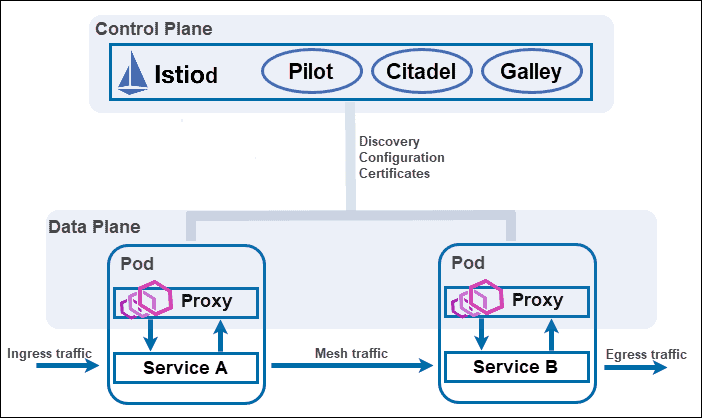 Control Plane
Istiod
Pilot
Citadel
Galley
Discovery
Configuration
Certificates
Data Plane
Pod
Proxy
Service A
Pod
Proxy
Service B
Ingress traffic
Mesh traffic
Egress traffic